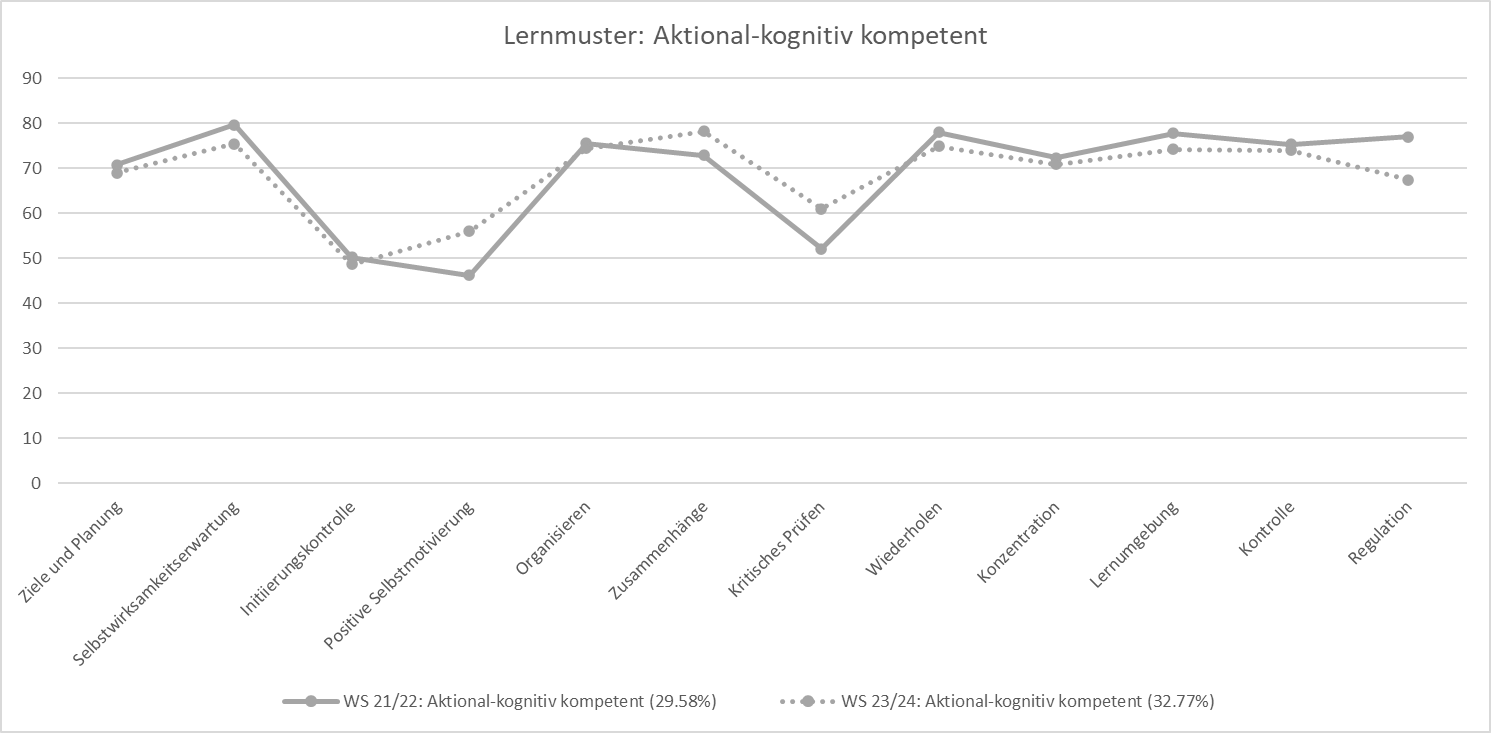 Lernmuster: Aktional-kognitiv kompetent
90
80
70
60
50
40
30
20
10
0
Ziele und Planung
Selbstwirksamkeitserwartung
Initiierungskontrolle
Positive Selbstmotivierung
Organisieren
Zusammenhänge
Kritisches Prüfen
Wiederholen
Konzentration
Lernumgebung
Kontrolle
Regulation
WS 21/22: Aktional-kognitiv kompetent (29.58%)
WS 23/24: Aktional-kognitiv kompetent (32.77%)